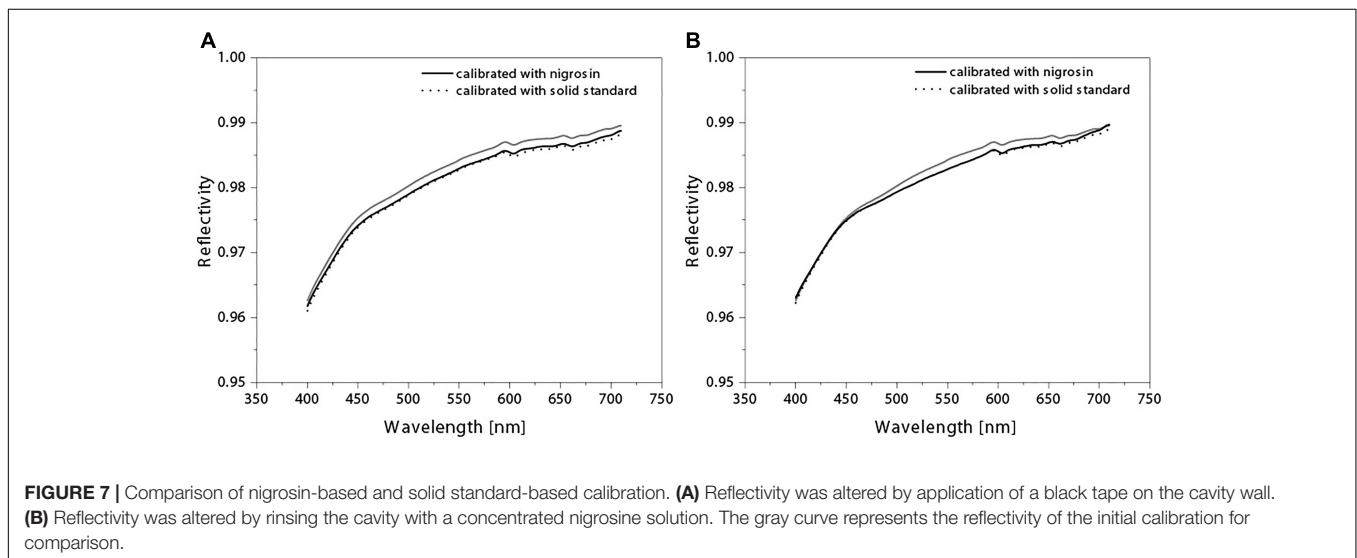 A
1.00
0.99
0.98
0.97
0.96
0.95
Reflectivity
calibrated with nigrosin
calibrated with solid standard
350 400 450 500 550 600 650 700 750
Wavelength [nm]
B
1.00
0.99
0.98
0.97
0.96
0.95
Reflectivity
calibrated with nigrosin
calibrated with solid standard
350 400 450 500 550 600 650 700 750
Wavelength [nm]
FIGURE 7 | Comparison of nigrosin-based and solid standard-based calibration. (A) Reflectivity was altered by application of a black tape on the cavity wall.
(B) Reflectivity was altered by rinsing the cavity with a concentrated nigrosine solution. The gray curve represents the reflectivity of the initial calibration for
comparison.